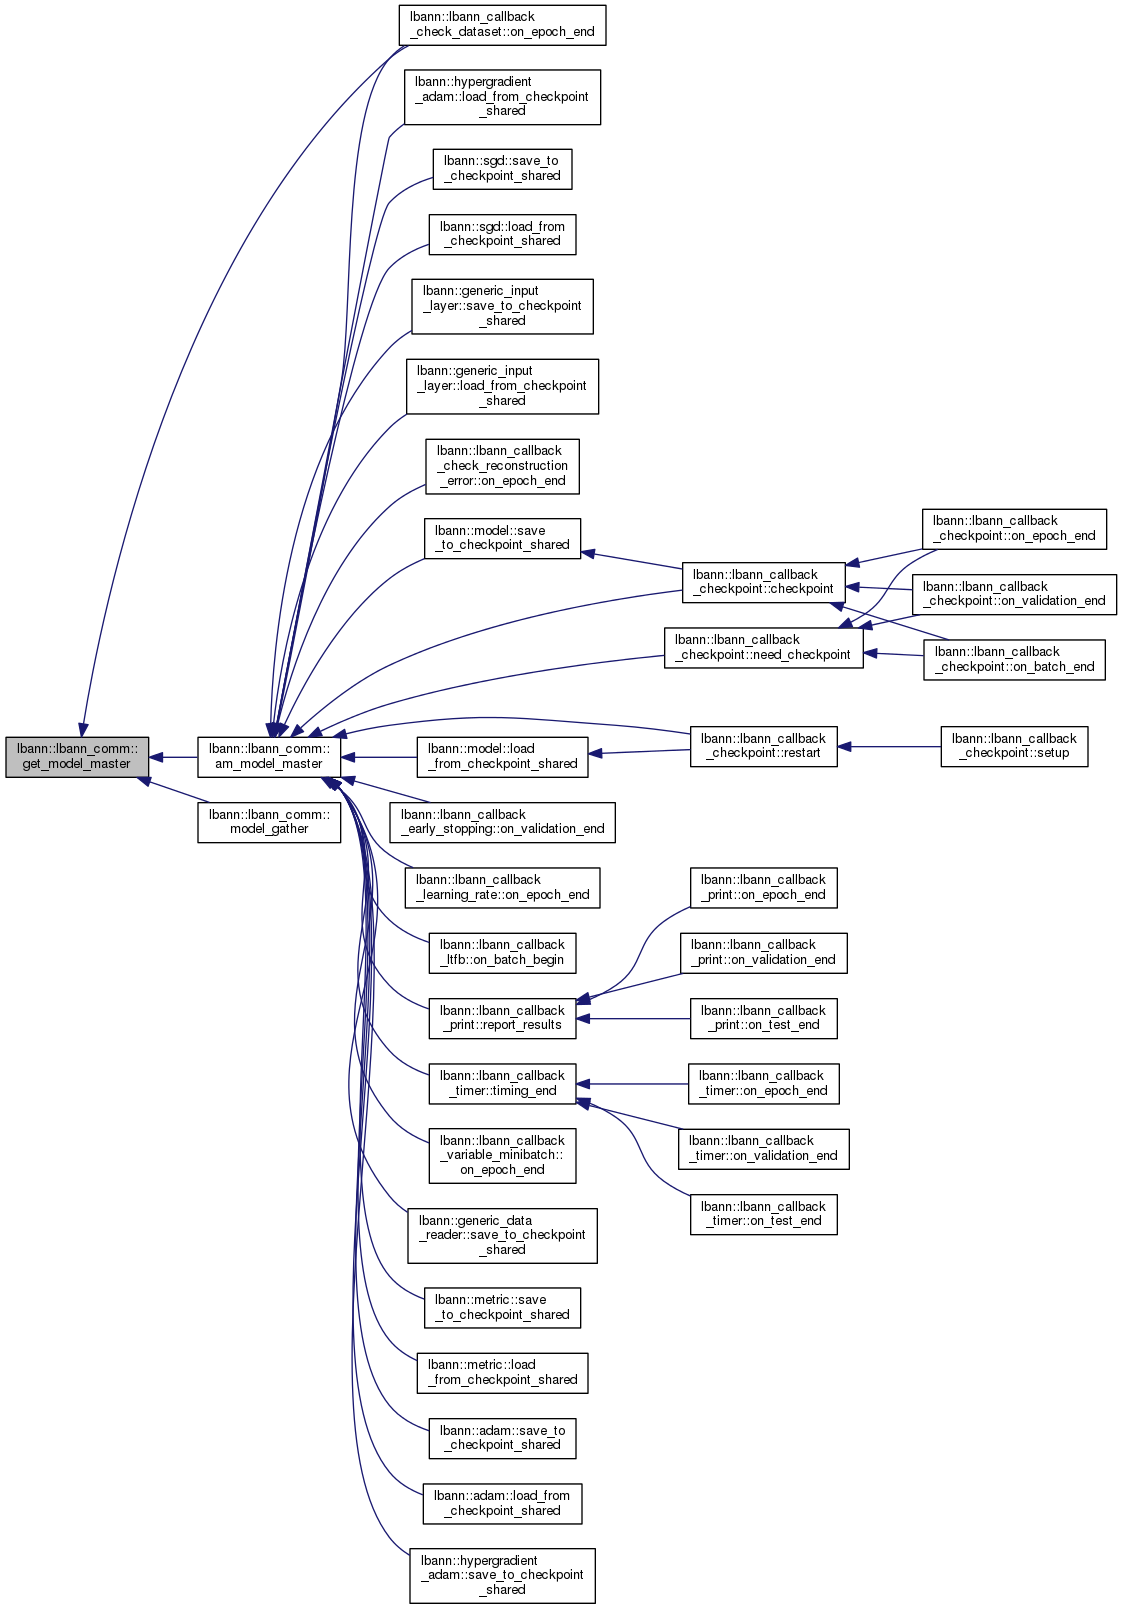 lbann::lbann_callback
_check_dataset::on_epoch_end
lbann::hypergradient
_adam::load_from_checkpoint
_shared
lbann::sgd::save_to
_checkpoint_shared
lbann::sgd::load_from
_checkpoint_shared
lbann::generic_input
_layer::save_to_checkpoint
_shared
lbann::generic_input
_layer::load_from_checkpoint
_shared
lbann::lbann_callback
_check_reconstruction
_error::on_epoch_end
lbann::model::save
_to_checkpoint_shared
lbann::lbann_callback
_checkpoint::checkpoint
lbann::lbann_callback
_checkpoint::on_epoch_end
lbann::lbann_callback
_checkpoint::on_validation_end
lbann::lbann_callback
_checkpoint::need_checkpoint
lbann::lbann_callback
_checkpoint::on_batch_end
lbann::lbann_comm::
get_model_master
lbann::lbann_comm::
am_model_master
lbann::model::load
_from_checkpoint_shared
lbann::lbann_callback
_checkpoint::restart
lbann::lbann_callback
_checkpoint::setup
lbann::lbann_comm::
model_gather
lbann::lbann_callback
_early_stopping::on_validation_end
lbann::lbann_callback
_learning_rate::on_epoch_end
lbann::lbann_callback
_ltfb::on_batch_begin
lbann::lbann_callback
_print::report_results
lbann::lbann_callback
_print::on_epoch_end
lbann::lbann_callback
_print::on_validation_end
lbann::lbann_callback
_print::on_test_end
lbann::lbann_callback
_timer::timing_end
lbann::lbann_callback
_timer::on_epoch_end
lbann::lbann_callback
_timer::on_validation_end
lbann::lbann_callback
_timer::on_test_end
lbann::lbann_callback
_variable_minibatch::
on_epoch_end
lbann::generic_data
_reader::save_to_checkpoint
_shared
lbann::metric::save
_to_checkpoint_shared
lbann::metric::load
_from_checkpoint_shared
lbann::adam::save_to
_checkpoint_shared
lbann::adam::load_from
_checkpoint_shared
lbann::hypergradient
_adam::save_to_checkpoint
_shared